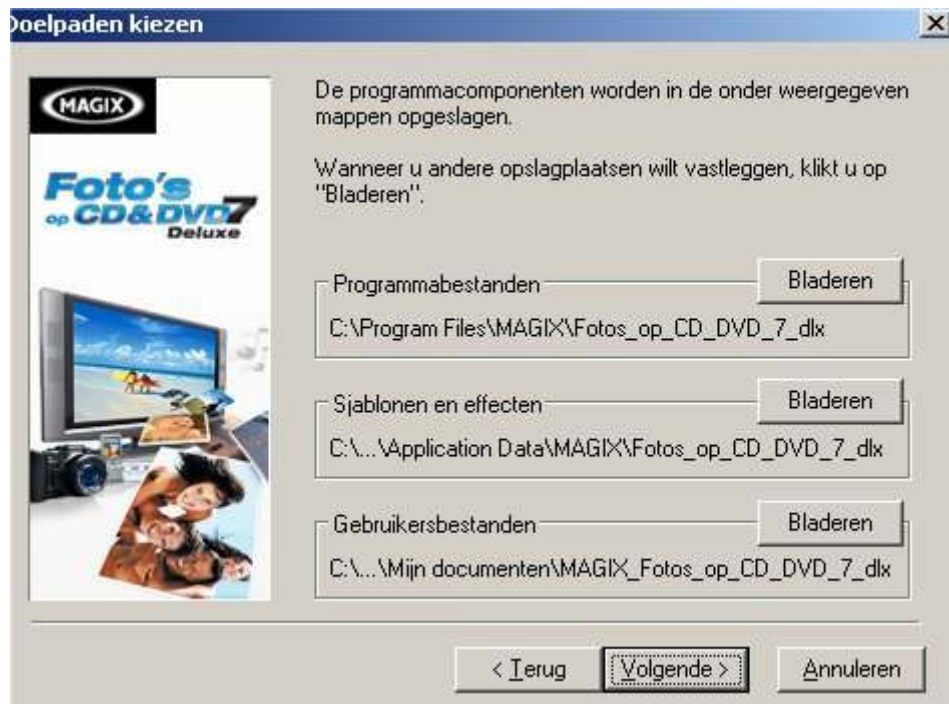 Doelpaden kiezen
MAGIX
Foto's
op CD&DVD 7
Deluxe
De programmacomponenten worden in de onder weergegeven
mappen opgeslagen.
Wanneer u andere opslagplaatsen wilt vastleggen, klikt u op
"Bladeren".
Programmabestanden
Bladeren
C:\Program Files\MAGIX\Fotos_op_CD_DVD_7_dlx
Sjablonen en effecten
Bladeren
C:\...\Application Data\MAGIX\Fotos_op_CD_DVD_7_dlx
Gebruikersbestanden
Bladeren
C:\...\Mijn documenten\MAGIX_Fotos_op_CD_DVD_7_dlx
< Terug
Volgende >
Annuleren